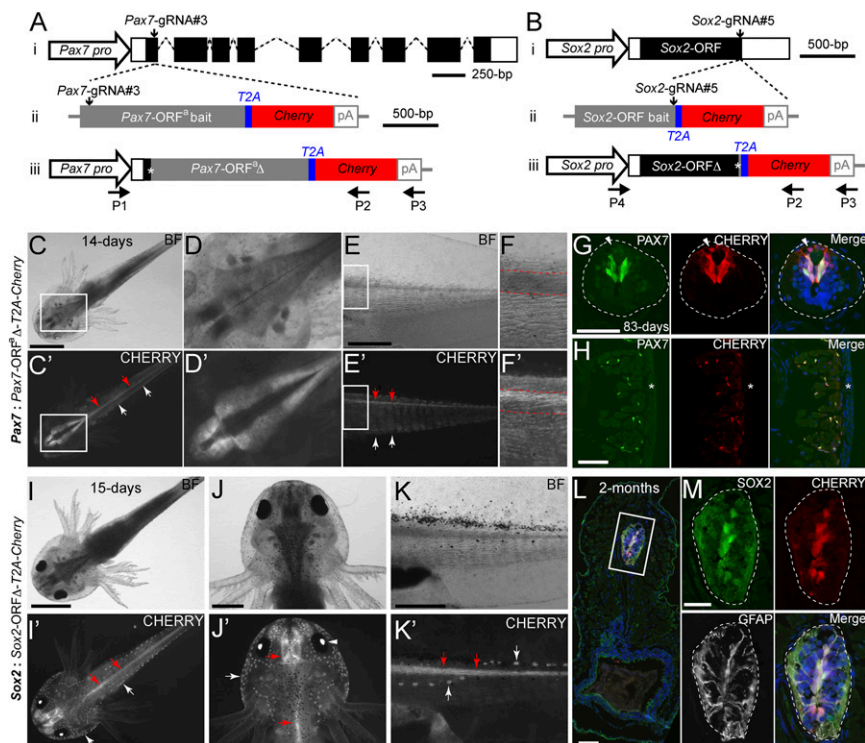 A
Pax7-gRNA#3
i
Pax7 pro
250-bp
Pax7-gRNA#3
T2A
ii
Pax7-ORFᵃ bait
Cherry
pA
500-bp
T2A
iii
Pax7 pro
*
Pax7-ORFᵃΔ
Cherry
pA
P1
P2
P3
B
Sox2-gRNA#5
i
Sox2 pro
Sox2-ORF
500-bp
Sox2-gRNA#5
ii
Sox2-ORF bait
Cherry
pA
T2A
T2A
iii
Sox2 pro
Sox2-ORFΔ
*
Cherry
pA
P4
P2
P3
Pax7 : Pax7-ORFᵃΔ-T2A-Cherry
C
14-days
BF
D
E
BF
F
C'
CHERRY
D'
E'
CHERRY
F'
G
PAX7
CHERRY
Merge
83-days
H
PAX7
CHERRY
Merge
*
*
*
Sox2 : Sox2-ORFΔ-T2A-Cherry
I
15-days
BF
J
K
BF
I'
CHERRY
J'
K'
CHERRY
L
2-months
M
SOX2
CHERRY
GFAP
Merge